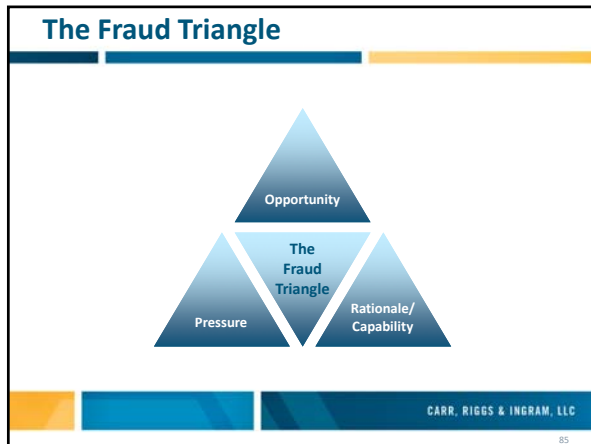 The Fraud Triangle
Opportunity
The
Fraud
Triangle
Pressure
Rationale/
Capability
CARR, RIGGS & INGRAM, LLC
85